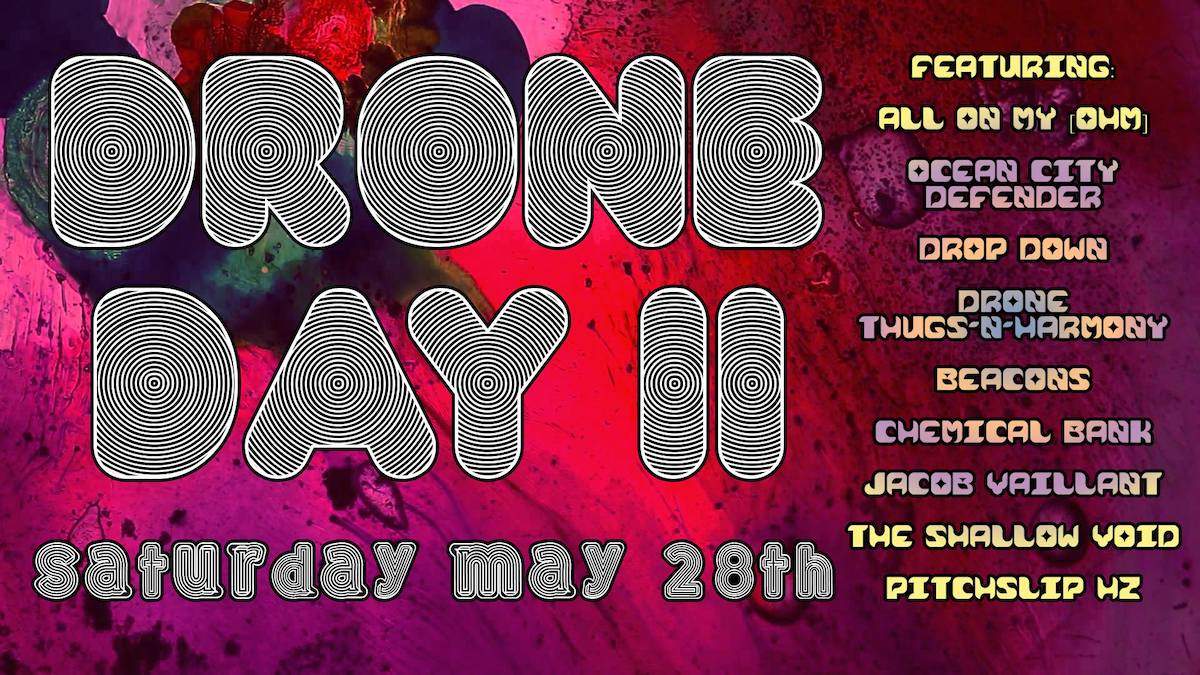 DRONE
DAY II
saturday may 28th
FEATURING:
ALL ON MY [OHM]
OCEAN CITY
DEFENDER
DROP DOWN
DRONE
THUGS-N-HARMONY
BEACONS
CHEMICAL BANK
JACOB VAILLANT
THE SHALLOW VOID
PITCHSLIP HZ